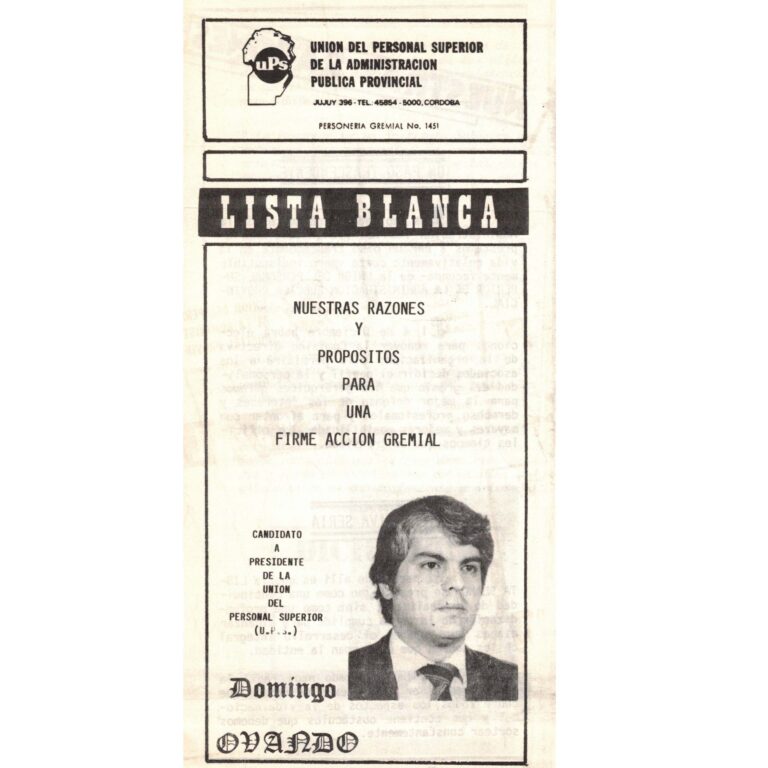 uPs
UNION DEL PERSONAL SUPERIOR
DE LA ADMINISTRACION
PUBLICA PROVINCIAL
JUJUY 396 - TEL. 45854 - 5000, CORDOBA
PERSONERIA GREMIAL No. 1451
LISTA BLANCA
NUESTRAS RAZONES
Y
PROPOSITOS
PARA
UNA
FIRME ACCION GREMIAL
CANDIDATO
A
PRESIDENTE
DE LA
UNION
DEL
PERSONAL SUPERIOR
(U.P.S.)
Domingo
OVANDO